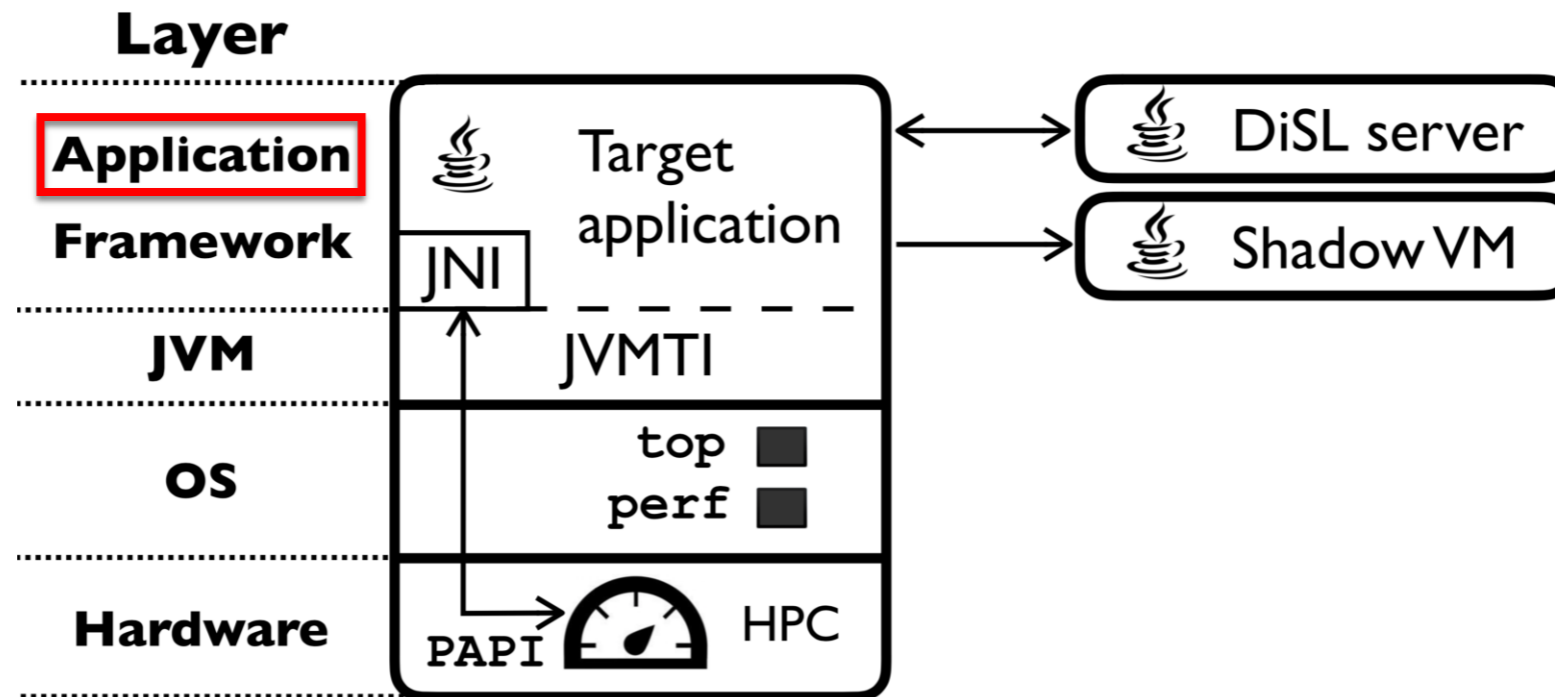 Layer
Application
Target
application
DiSL server
Framework
JNI
Shadow VM
JVM
JVMTI
OS
top
perf
Hardware
PAPI
HPC